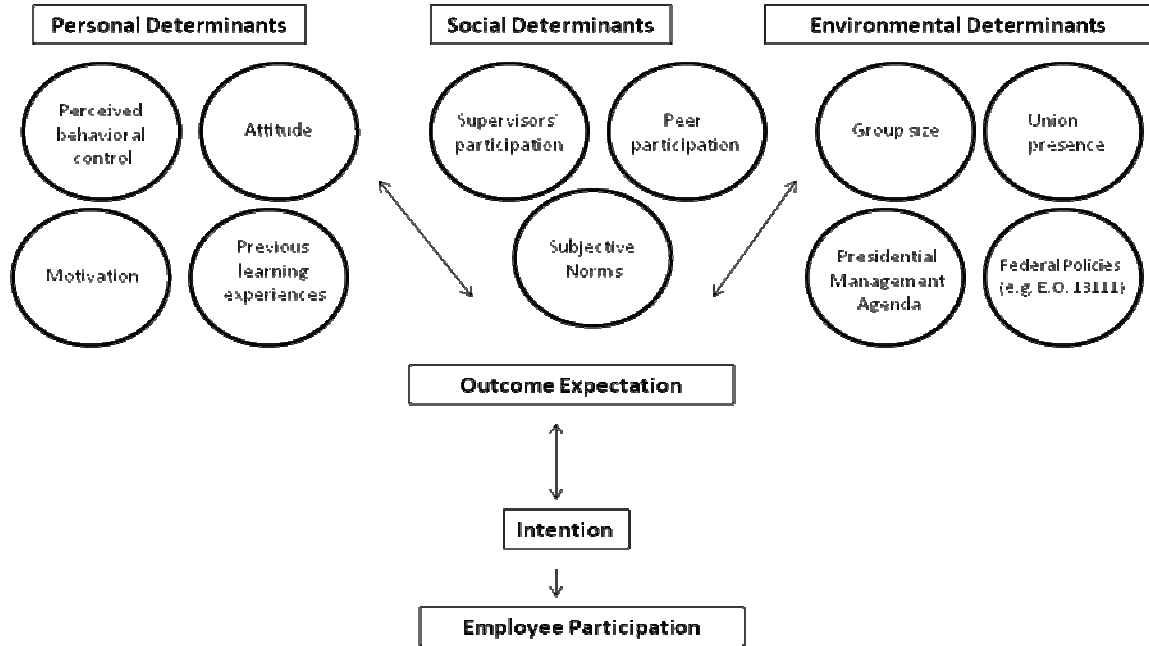 Personal Determinants
Social Determinants
Environmental Determinants
Perceived
behavioral
control
Attitude
Supervisors'
participation
Peer
participation
Group size
Union
presence
Motivation
Previous
learning
experiences
Subjective
Norms
Presidential
Management
Agenda
Federal Policies
(e.g. E.O. 13111)
Outcome Expectation
Intention
Employee Participation